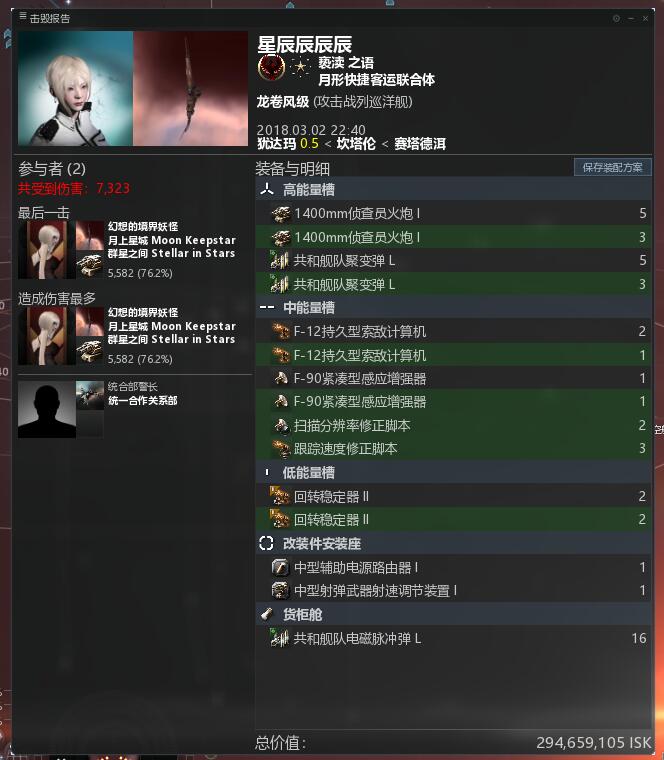 击毁报告
星辰辰辰辰
亵渎 之语
月形快捷客运联合体
龙卷风级 (攻击战列巡洋舰)
2018.03.02 22:40
犹达玛 0.5 < 坎塔伦 < 赛塔德洱
参与者 (2)
共受到伤害: 7,323
最后一击
幻想的境界妖怪
月上星城 Moon Keepstar
群星之间 Stellar in Stars
5,582 (76.2%)
造成伤害最多
幻想的境界妖怪
月上星城 Moon Keepstar
群星之间 Stellar in Stars
5,582 (76.2%)
统合部警长
统一合作关系部
装备与明细
保存装配方案
高能量槽
1400mm侦查员火炮 I 5
1400mm侦查员火炮 I 3
共和舰队聚变弹 L 5
共和舰队聚变弹 L 3
中能量槽
F-12持久型索敌计算机 2
F-12持久型索敌计算机 1
F-90紧凑型感应增强器 1
F-90紧凑型感应增强器 1
扫描分辨率修正脚本 2
跟踪速度修正脚本 3
低能量槽
回转稳定器 II 2
回转稳定器 II 2
改装件安装座
中型辅助电源路由器 I 1
中型射弹武器射速调节装置 I 1
货柜舱
共和舰队电磁脉冲弹 L 16
总价值: 294,659,105 ISK